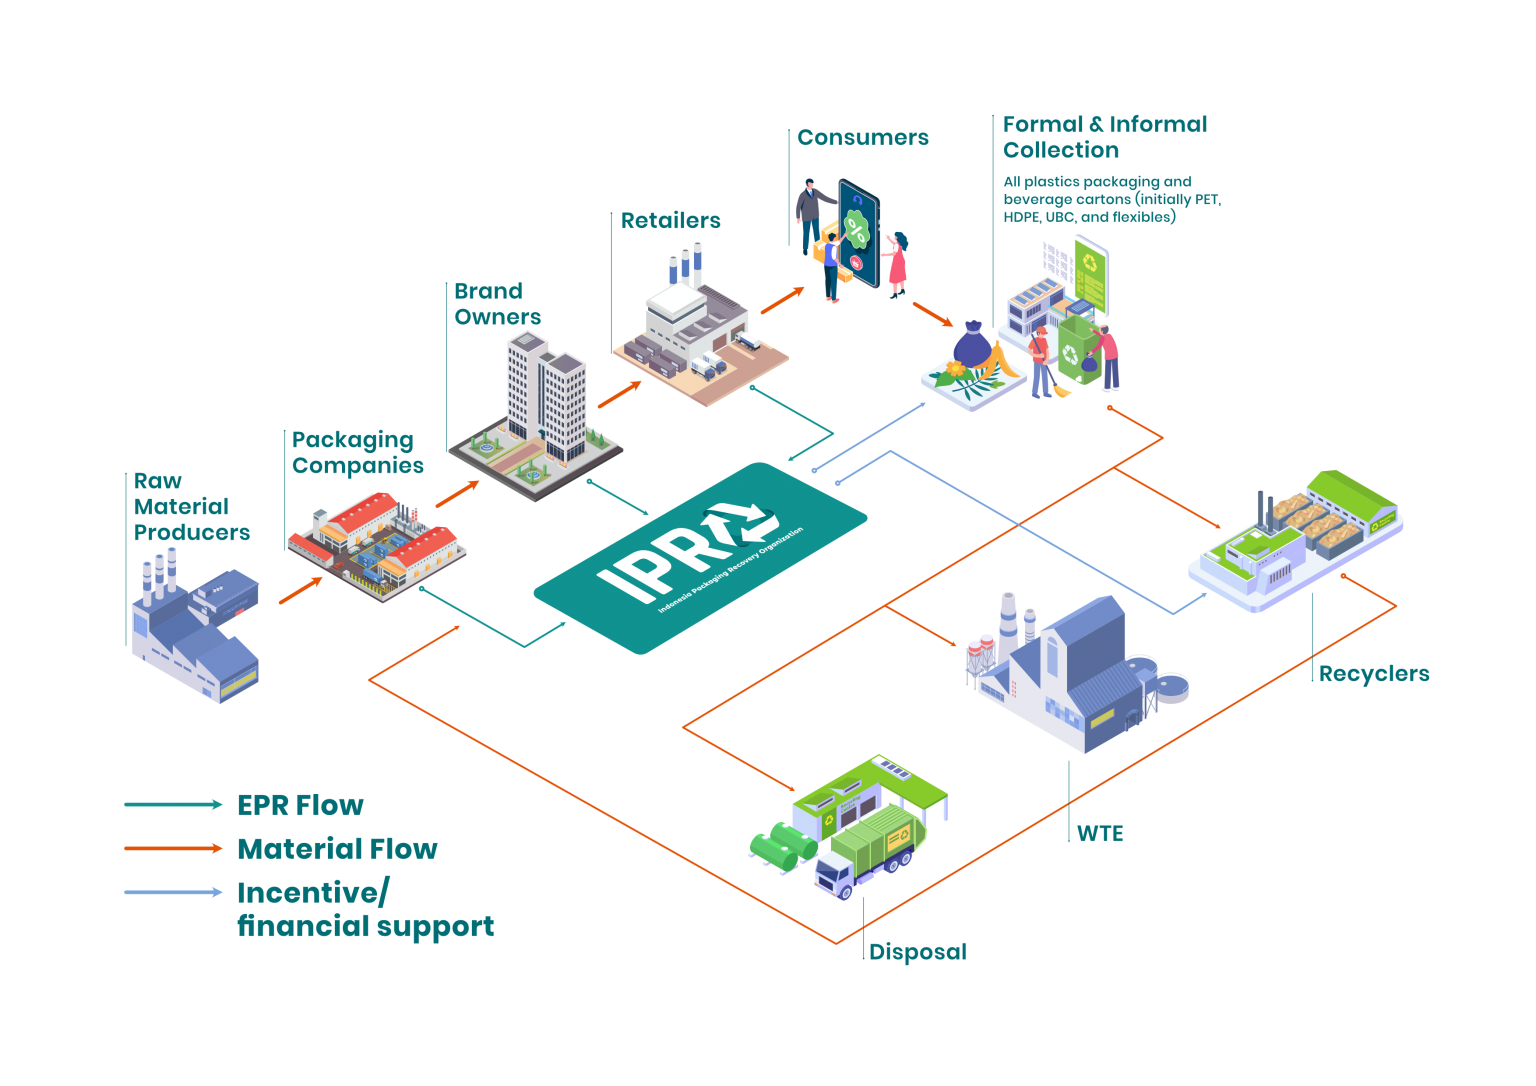 Consumers
Formal & Informal
Collection
All plastics packaging and
beverage cartons (initially PET,
HDPE, UBC, and flexibles)
Retailers
Brand
Owners
Packaging
Companies
Raw
Material
Producers
IPR
Indonesia Packaging Recovery Organization
Recyclers
WTE
Disposal
EPR Flow
Material Flow
Incentive/
financial support
%